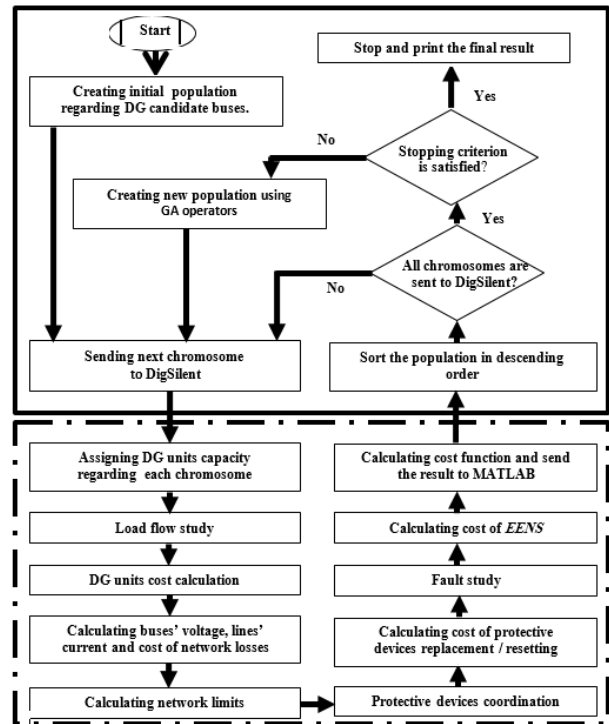 Start
Creating initial population
regarding DG candidate buses.
Stop and print the final result
Yes
No
Stopping criterion
is satisfied?
Creating new population using
GA operators
Yes
All chromosomes are
sent to DigSilent?
No
Sending next chromosome
to DigSilent
Sort the population in descending
order
Assigning DG units capacity
regarding each chromosome
Load flow study
DG units cost calculation
Calculating buses' voltage, lines'
current and cost of network losses
Calculating network limits
Calculating cost function and send
the result to MATLAB
Calculating cost of EENS
Fault study
Calculating cost of protective
devices replacement / resetting
Protective devices coordination